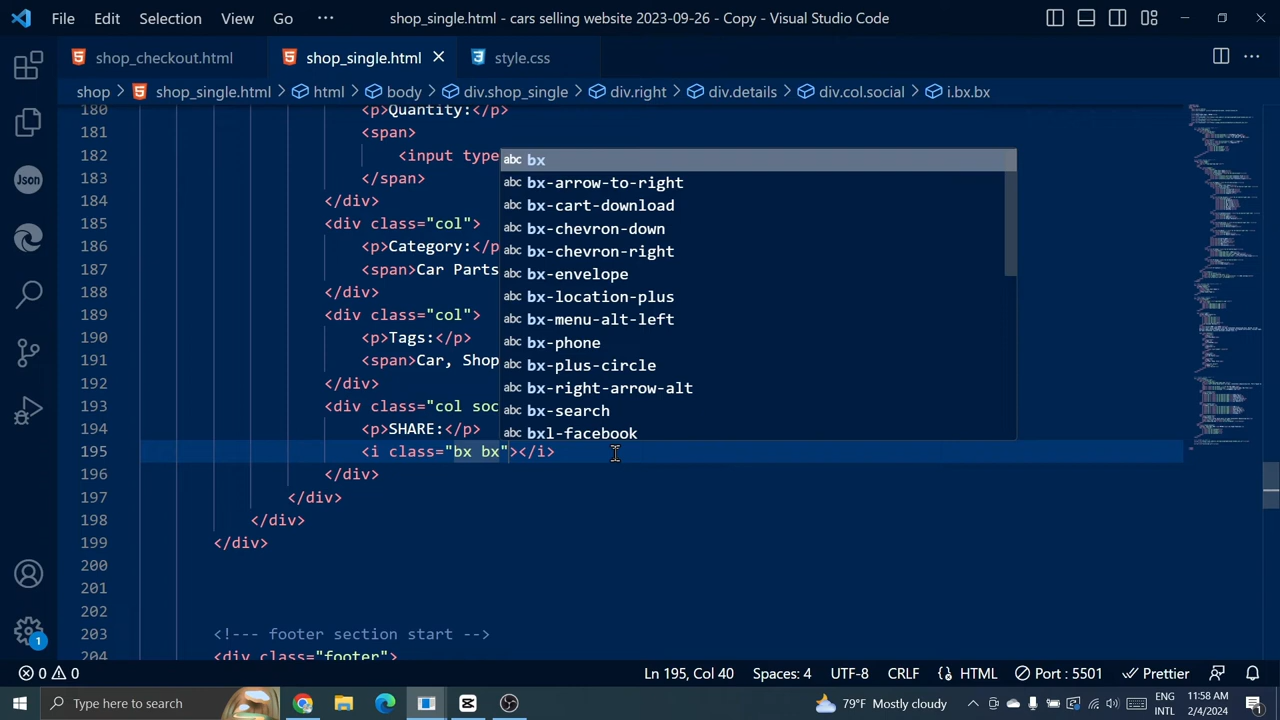 File Edit Selection View Go ··· shop_single.html - cars selling website 2023-09-26 - Copy - Visual Studio Code
shop_checkout.html shop_single.html style.css
shop > shop_single.html > html > body > div.shop_single > div.right > div.details > div.col.social > i.bx.bx
180 <p>Quantity:</p>
181 <span>
182 <input type
183 </span>
184 </div>
185 <div class="col">
186 <p>Category:</p
187 <span>Car Parts
188 </div>
189 <div class="col">
190 <p>Tags:</p>
191 <span>Car, Shop
192 </div>
193 <div class="col soc
194 <p>SHARE:</p>
195 <i class="bx bx"></i>
196 </div>
197 </div>
198 </div>
199 </div>
200
201
202
203 <!--- footer section start -->
204 <div class="footer">
abc bx
abc bx-arrow-to-right
abc bx-cart-download
abc bx-chevron-down
abc bx-chevron-right
abc bx-envelope
abc bx-location-plus
abc bx-menu-alt-left
abc bx-phone
abc bx-plus-circle
abc bx-right-arrow-alt
abc bx-search
abc bxl-facebook
Json
1
0 0 Ln 195, Col 40 Spaces: 4 UTF-8 CRLF {} HTML Port : 5501 Prettier
Type here to search 79°F Mostly cloudy ENG INTL 11:58 AM 2/4/2024 1